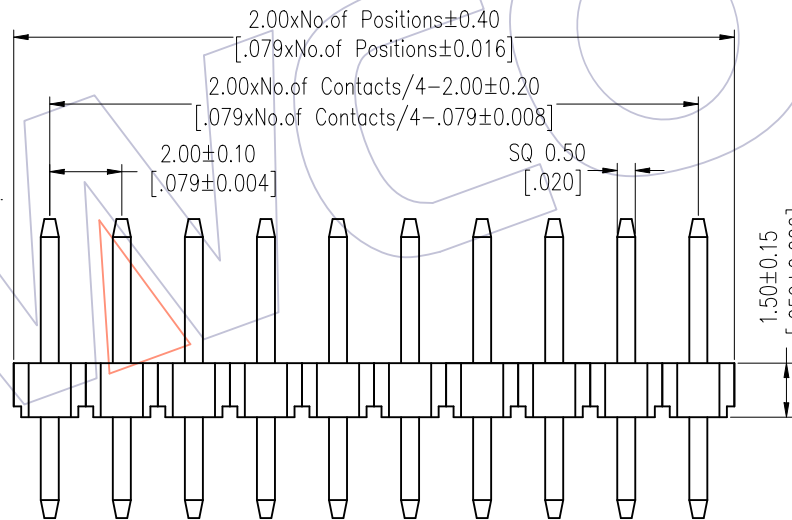 2.00xNo.of Positions±0.40
[.079xNo.of Positions±0.016]
2.00xNo.of Contacts/4-2.00±0.20
[.079xNo.of Contacts/4-.079±0.008]
2.00±0.10
[.079±0.004]
SQ 0.50
[.020]
1.50±0.15